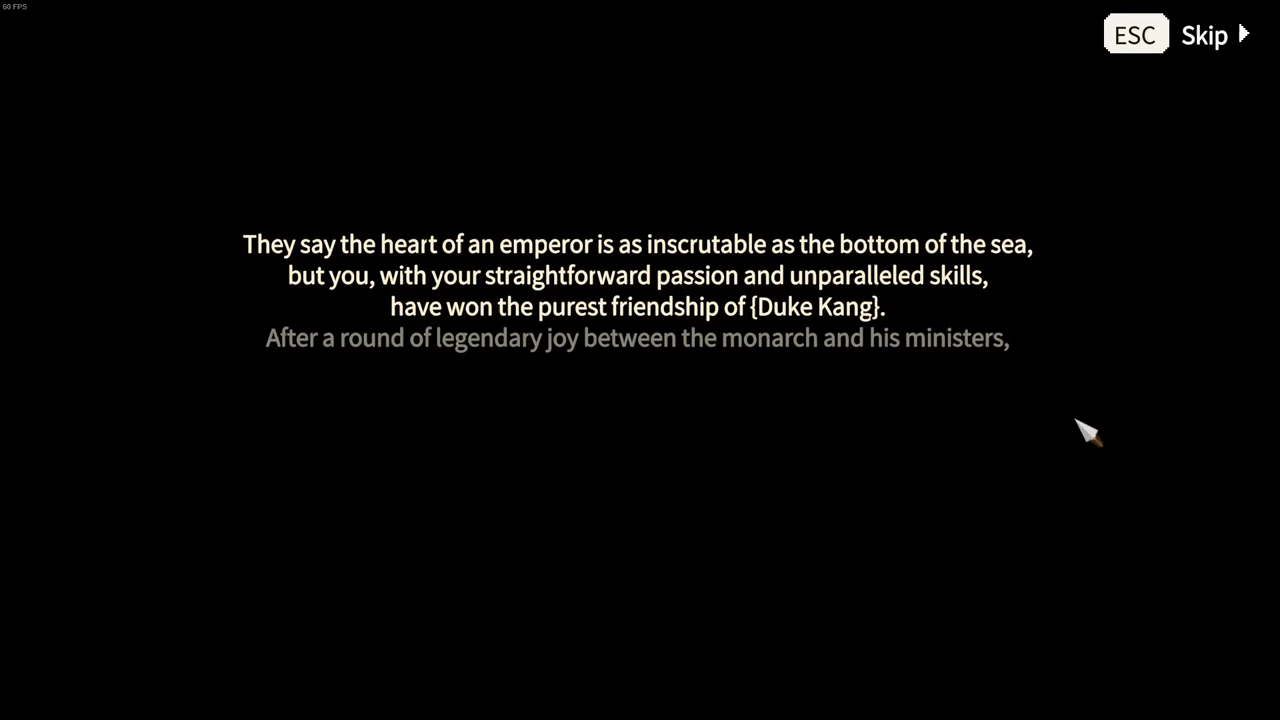 60 FPS
ESC Skip
They say the heart of an emperor is as inscrutable as the bottom of the sea,
but you, with your straightforward passion and unparalleled skills,
have won the purest friendship of {Duke Kang}.
After a round of legendary joy between the monarch and his ministers,